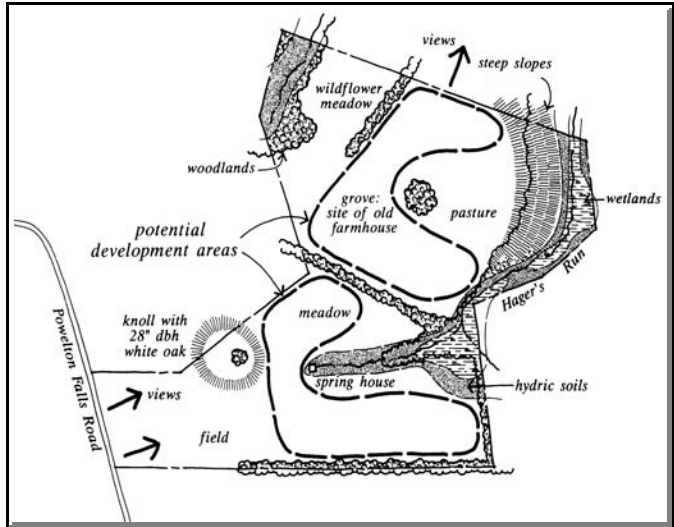 views
steep slopes
wildflower
meadow
woodlands
wetlands
grove:
site of old
farmhouse
pasture
potential
development areas
Hager's
Run
knoll with
28" dbh
white oak
meadow
Powelton Falls Road
spring house
hydric soils
views
field